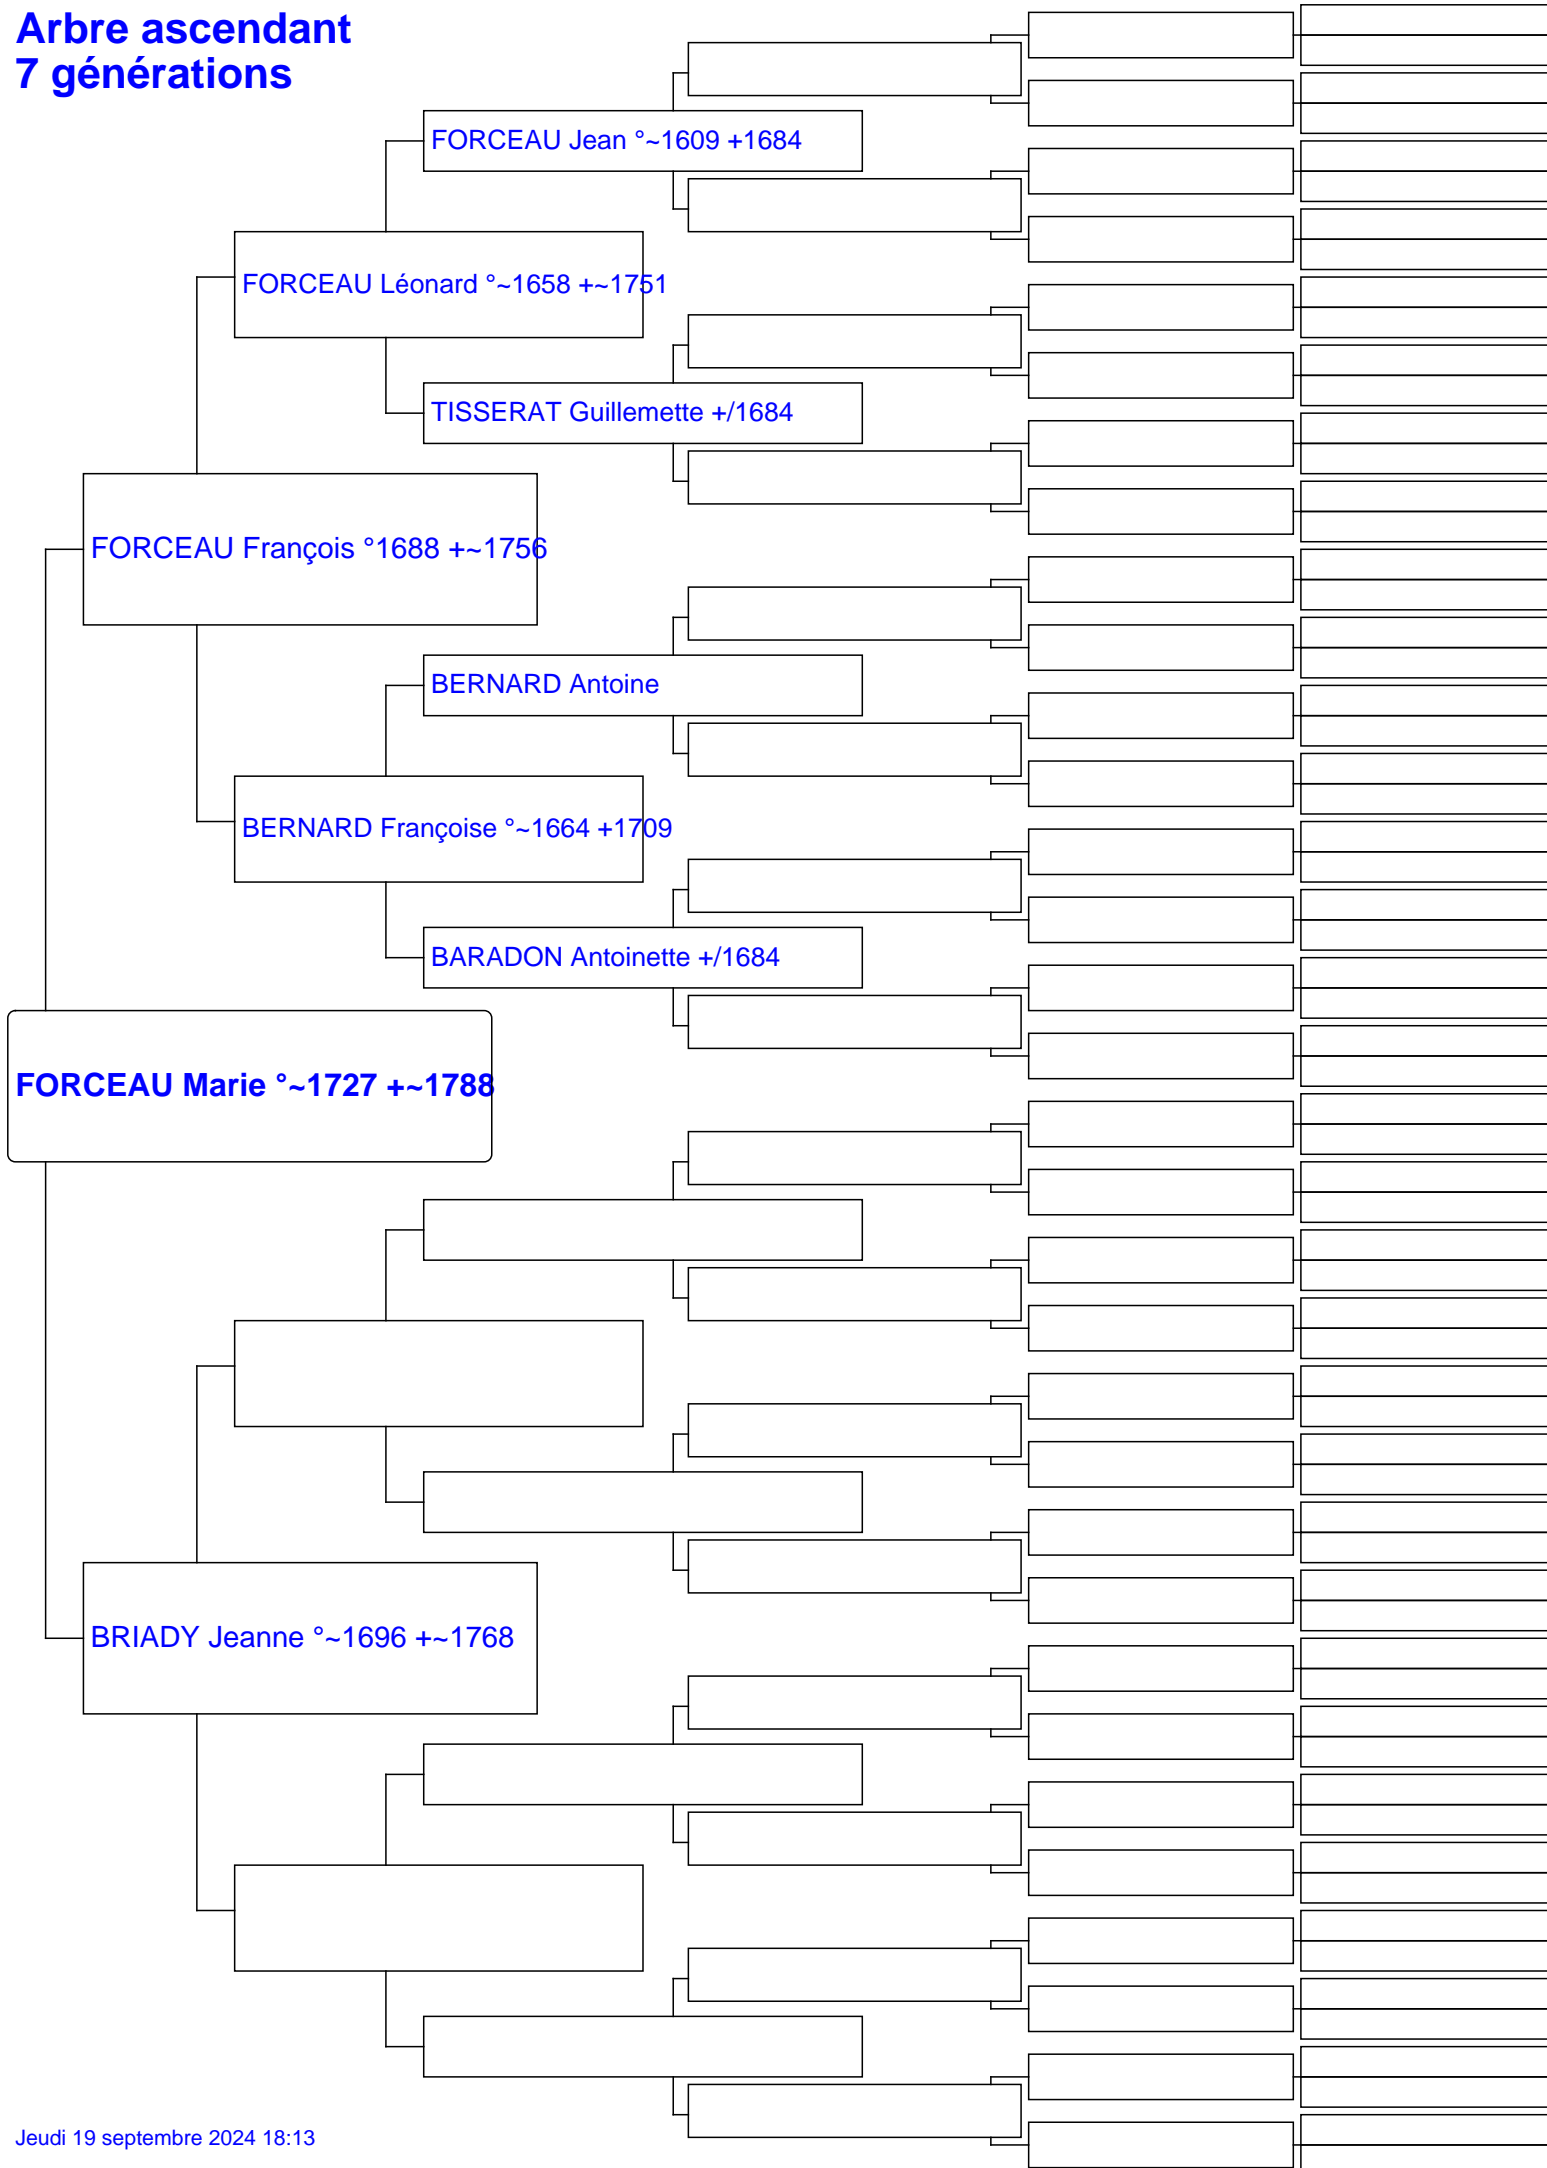 Arbre ascendant
7 générations
FORCEAU Jean °~1609 +1684
FORCEAU Léonard °~1658 +~1751
TISSERAT Guillemette +/1684
FORCEAU François °1688 +~1756
BERNARD Antoine
BERNARD Françoise °~1664 +1709
BARADON Antoinette +/1684
FORCEAU Marie °~1727 +~1788
BRIADY Jeanne °~1696 +~1768
Jeudi 19 septembre 2024 18:13